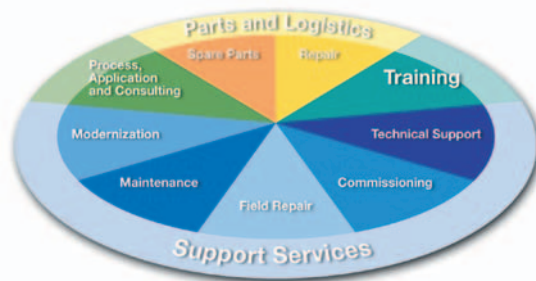 Parts and Logistics
Spare Parts
Repair
Process,
Application
and Consulting
Training
Modernization
Technical Support
Maintenance
Commissioning
Field Repair
Support Services